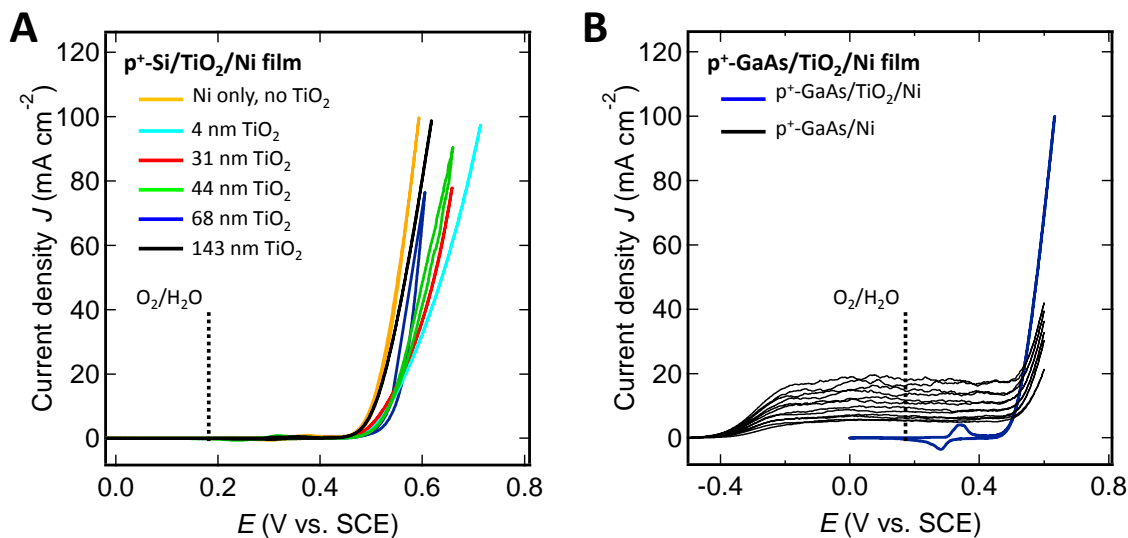 A
p⁺-Si/TiO₂/Ni film
Ni only, no TiO₂
4 nm TiO₂
31 nm TiO₂
44 nm TiO₂
68 nm TiO₂
143 nm TiO₂
O₂/H₂O
Current density J (mA cm⁻²)
120
100
80
60
40
20
0
0.0 0.2 0.4 0.6 0.8
E (V vs. SCE)
B
p⁺-GaAs/TiO₂/Ni film
p⁺-GaAs/TiO₂/Ni
p⁺-GaAs/Ni
O₂/H₂O
Current density J (mA cm⁻²)
120
100
80
60
40
20
0
-0.4 0.0 0.4 0.8
E (V vs. SCE)